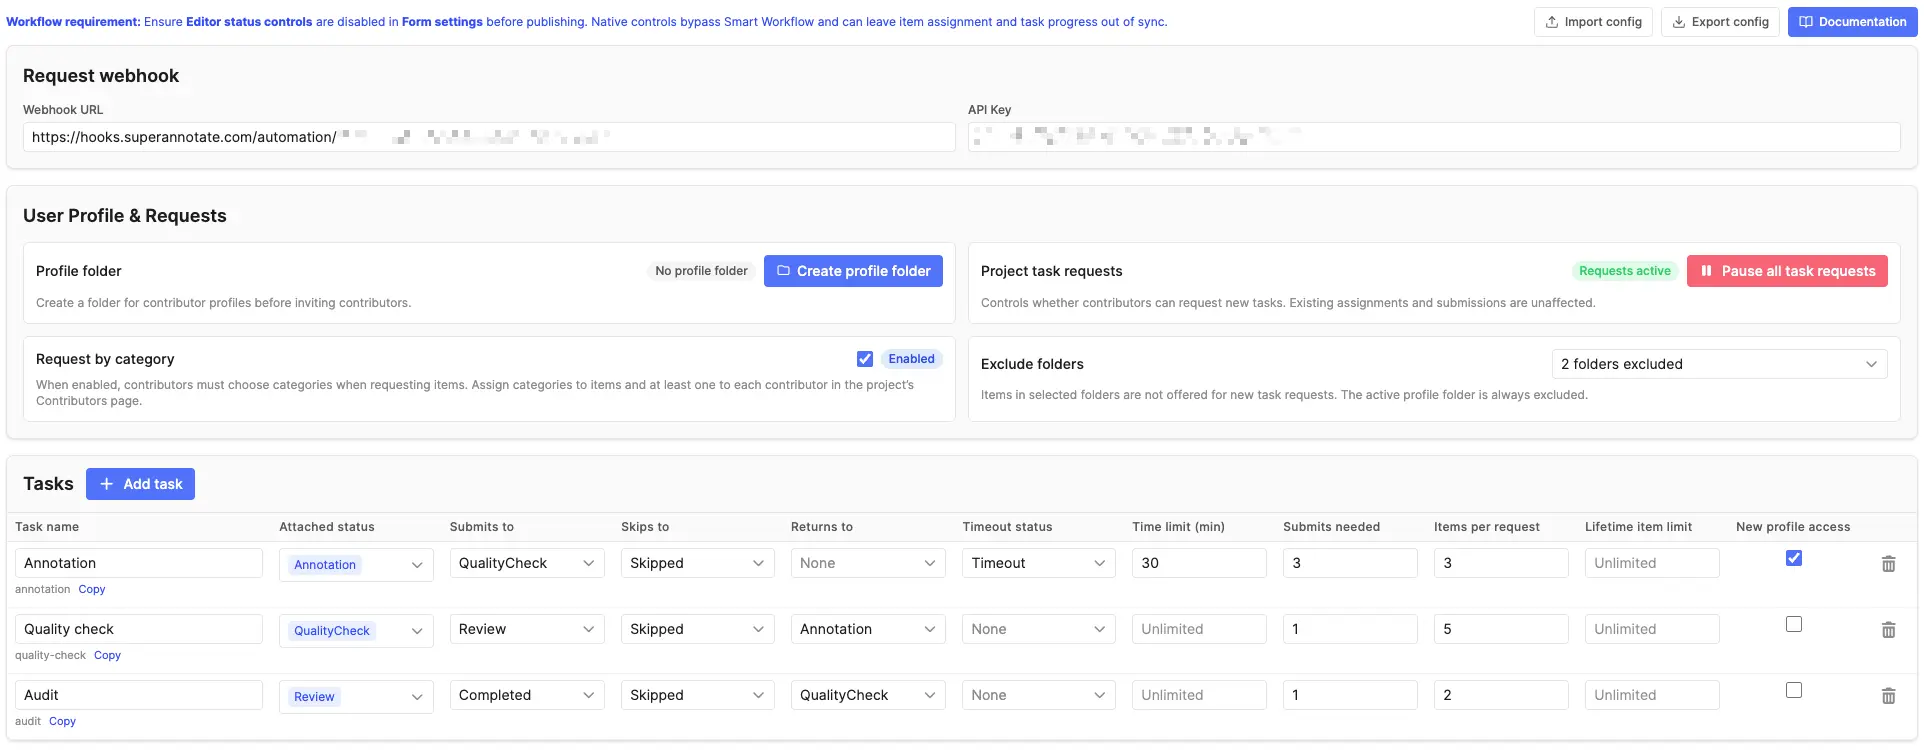 Workflow requirement: Ensure Editor status controls are disabled in Form settings before publishing. Native controls bypass Smart Workflow and can leave item assignment and task progress out of sync.
Import config
Export config
Documentation
Request webhook
Webhook URL
API Key
https://hooks.superannotate.com/automation/
User Profile & Requests
Profile folder
No profile folder
Create profile folder
Create a folder for contributor profiles before inviting contributors.
Project task requests
Requests active
Pause all task requests
Controls whether contributors can request new tasks. Existing assignments and submissions are unaffected.
Request by category
Enabled
When enabled, contributors must choose categories when requesting items. Assign categories to items and at least one to each contributor in the project's
Contributors page.
Exclude folders
2 folders excluded
Items in selected folders are not offered for new task requests. The active profile folder is always excluded.
Tasks
Add task
Task name Attached status Submits to Skips to Returns to Timeout status Time limit (min) Submits needed Items per request Lifetime item limit New profile access
Annotation Annotation QualityCheck Skipped None Timeout 30 3 3 Unlimited
annotation Copy
Quality check QualityCheck Review Skipped Annotation None Unlimited 1 5 Unlimited
quality-check Copy
Audit Review Completed Skipped QualityCheck None Unlimited 1 2 Unlimited
audit Copy